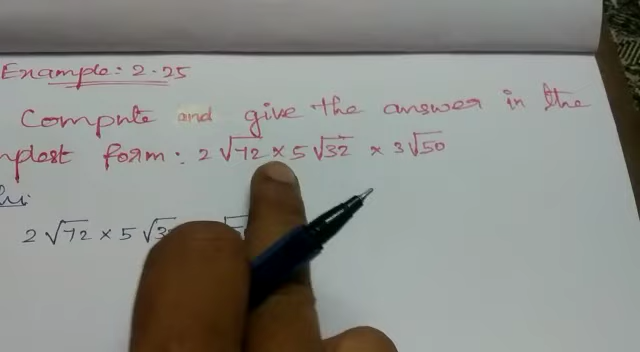 Example: 2.25
Compute and give the answer in the
mplest form: 2√72 × 5√32 × 3√50
2√72 × 5√3